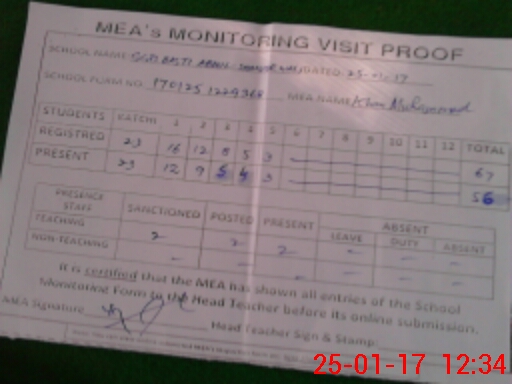 MEA's MONITORING VISIT PROOF
SCHOOL NAME DATED 25-01-17
SCHOOL FORM NO. MEA NAME Khan Muhammad
STUDENTS KATCHI 1 2 3 4 5 6 7 8 9 10 11 12 TOTAL
REGISTRED 23 16 12 8 5 3 67
PRESENT 23 12 9 5 4 3 56
PRESENCE STAFF SANCTIONED POSTED PRESENT ABSENT
LEAVE DUTY ABSENT
TEACHING 2 2 2 - - -
NON-TEACHING - - - - - -
It is certified that the MEA has shown all entries of the School
Monitoring Form to the Head Teacher before its online submission.
MEA Signature Head Teacher Sign & Stamp:
25-01-17 12:34